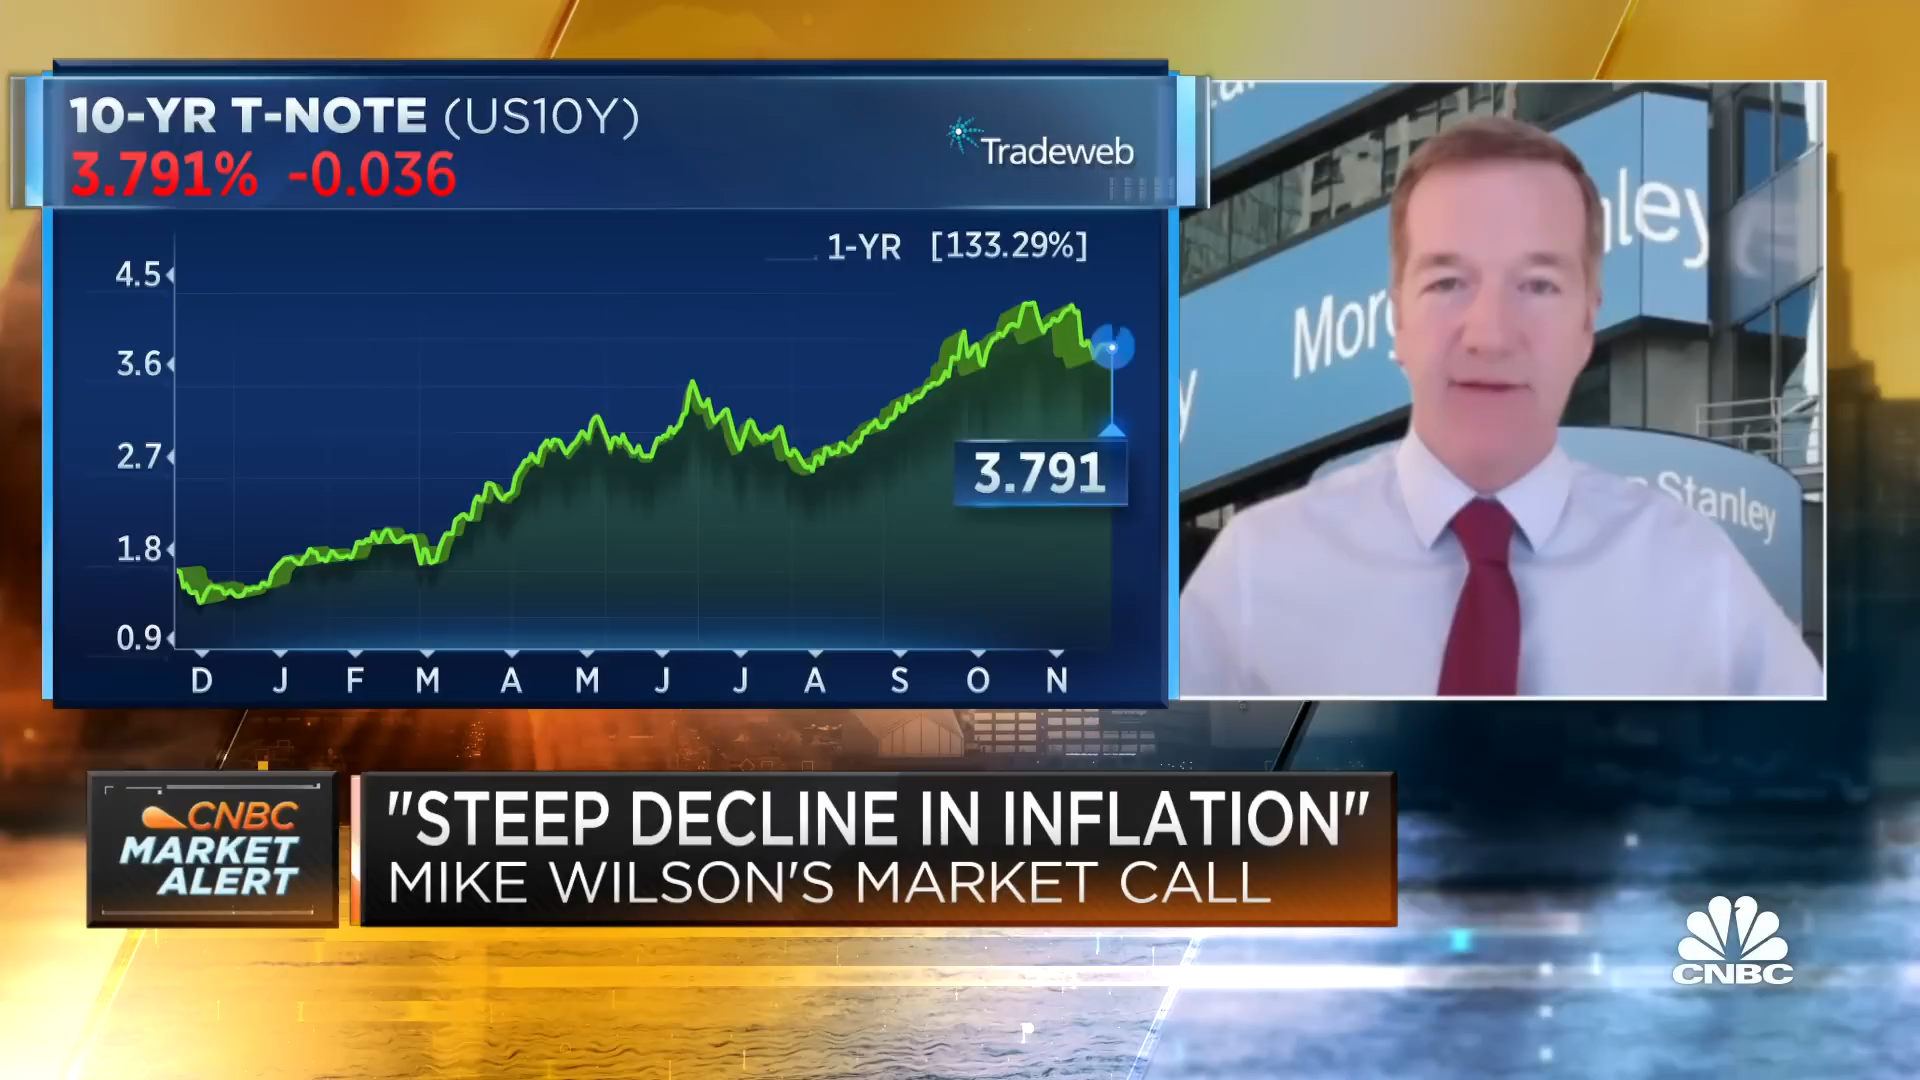 10-YR T-NOTE (US10Y)
3.791% -0.036
Tradeweb
1-YR [133.29%]
4.5
3.6
2.7
1.8
0.9
3.791
D J F M A M J J A S O N
nley
Mor
y
Stanley
CNBC
MARKET
ALERT
"STEEP DECLINE IN INFLATION"
MIKE WILSON'S MARKET CALL
CNBC